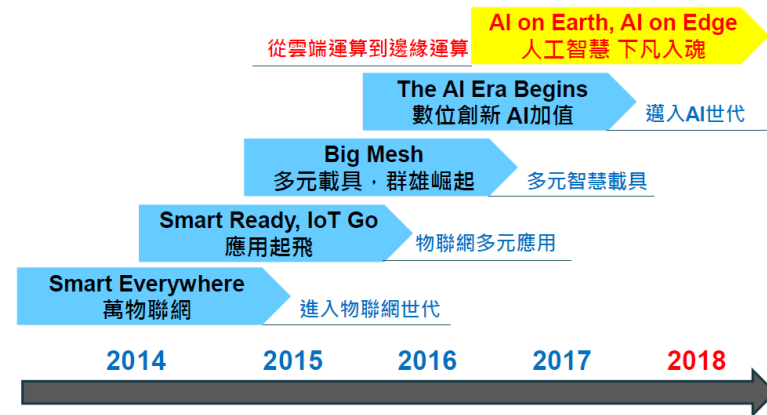 AI on Earth, AI on Edge
從雲端運算到邊緣運算
人工智慧 下凡入魂
The AI Era Begins
數位創新 AI加值
邁入AI世代
Big Mesh
多元載具，群雄崛起
多元智慧載具
Smart Ready, IoT Go
應用起飛
物聯網多元應用
Smart Everywhere
萬物聯網
進入物聯網世代
2014 2015 2016 2017 2018